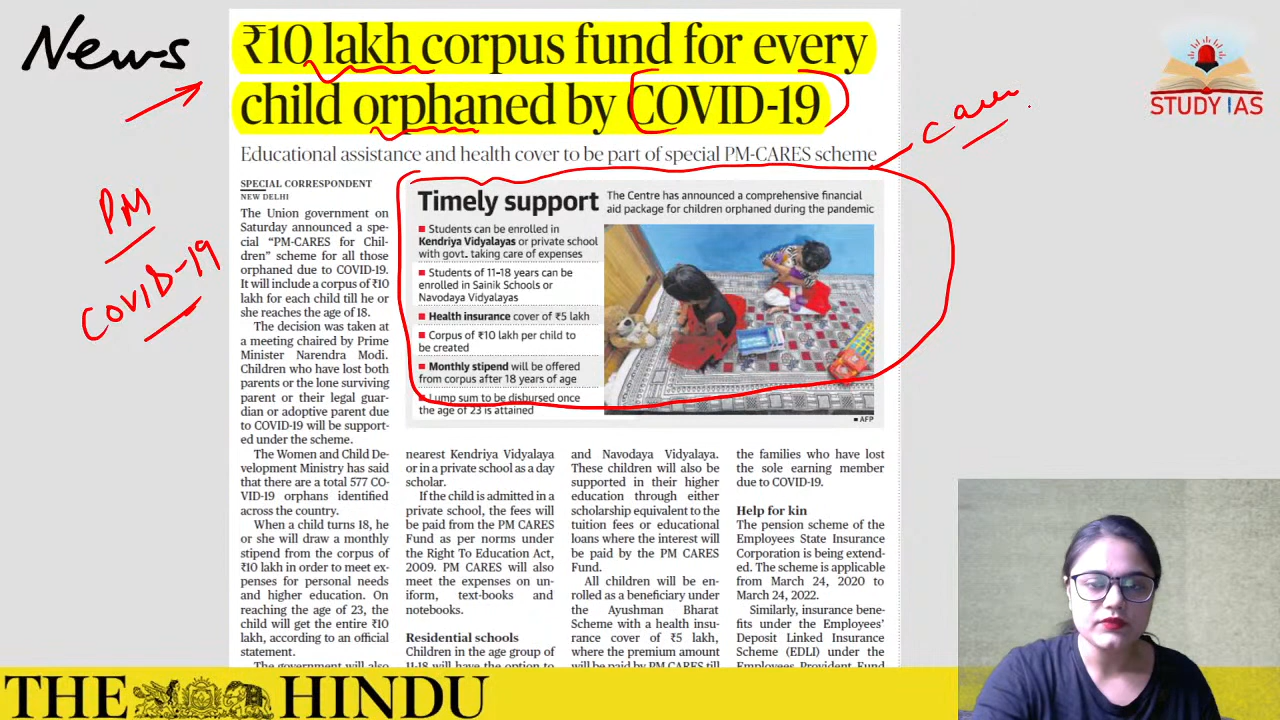 News
₹10 lakh corpus fund for every
child orphaned by COVID-19
Educational assistance and health cover to be part of special PM-CARES scheme
STUDY IAS
PM
COVID-19
SPECIAL CORRESPONDENT
NEW DELHI
The Union government on
Saturday announced a spe-
cial “PM-CARES for Chil-
dren” scheme for all those
orphaned due to COVID-19.
It will include a corpus of ₹10
lakh for each child till he or
she reaches the age of 18.
The decision was taken at
a meeting chaired by Prime
Minister Narendra Modi.
Children who have lost both
parents or the lone surviving
parent or their legal guar-
dian or adoptive parent due
to COVID-19 will be support-
ed under the scheme.
The Women and Child De-
velopment Ministry has said
that there are a total 577 CO-
VID-19 orphans identified
across the country.
When a child turns 18, he
or she will draw a monthly
stipend from the corpus of
₹10 lakh in order to meet ex-
penses for personal needs
and higher education. On
reaching the age of 23, the
child will get the entire ₹10
lakh, according to an official
statement.
The government will also
Timely support
The Centre has announced a comprehensive financial
aid package for children orphaned during the pandemic
Students can be enrolled in
Kendriya Vidyalayas or private school
with govt. taking care of expenses
Students of 11-18 years can be
enrolled in Sainik Schools or
Navodaya Vidyalayas
Health insurance cover of ₹5 lakh
Corpus of ₹10 lakh per child to
be created
Monthly stipend will be offered
from corpus after 18 years of age
Lump sum to be disbursed once
the age of 23 is attained
AFP
nearest Kendriya Vidyalaya
or in a private school as a day
scholar.
If the child is admitted in a
private school, the fees will
be paid from the PM CARES
Fund as per norms under
the Right To Education Act,
2009. PM CARES will also
meet the expenses on un-
iform, text-books and
notebooks.
Residential schools
Children in the age group of
11-18 will have the option to
and Navodaya Vidyalaya.
These children will also be
supported in their higher
education through either
scholarship equivalent to the
tuition fees or educational
loans where the interest will
be paid by the PM CARES
Fund.
All children will be en-
rolled as a beneficiary under
the Ayushman Bharat
Scheme with a health insu-
rance cover of ₹5 lakh,
where the premium amount
will be paid by PM CARES till
the families who have lost
the sole earning member
due to COVID-19.
Help for kin
The pension scheme of the
Employees State Insurance
Corporation is being extend-
ed. The scheme is applicable
from March 24, 2020 to
March 24, 2022.
Similarly, insurance bene-
fits under the Employees’
Deposit Linked Insurance
Scheme (EDLI) under the
Employees Provident Fund
THE HINDU